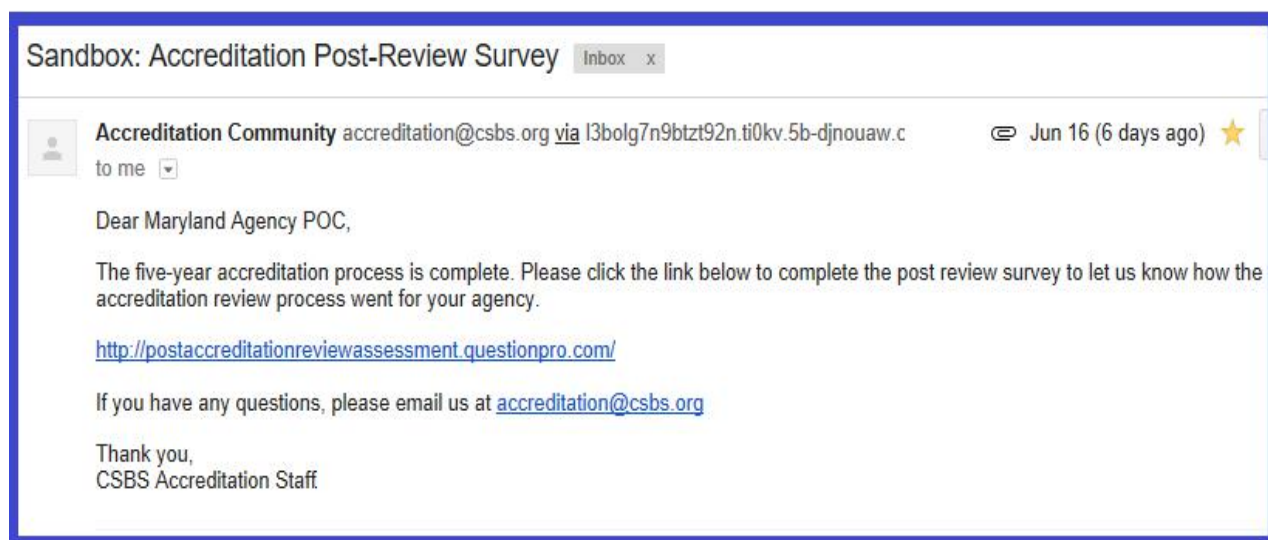 Sandbox: Accreditation Post-Review Survey Inbox x
Accreditation Community accreditation@csbs.org via l3bolg7n9btzt92n.ti0kv.5b-djnouaw.c Jun 16 (6 days ago)
to me
Dear Maryland Agency POC,
The five-year accreditation process is complete. Please click the link below to complete the post review survey to let us know how the
accreditation review process went for your agency.
http://postaccreditationreviewassessment.questionpro.com/
If you have any questions, please email us at accreditation@csbs.org
Thank you,
CSBS Accreditation Staff